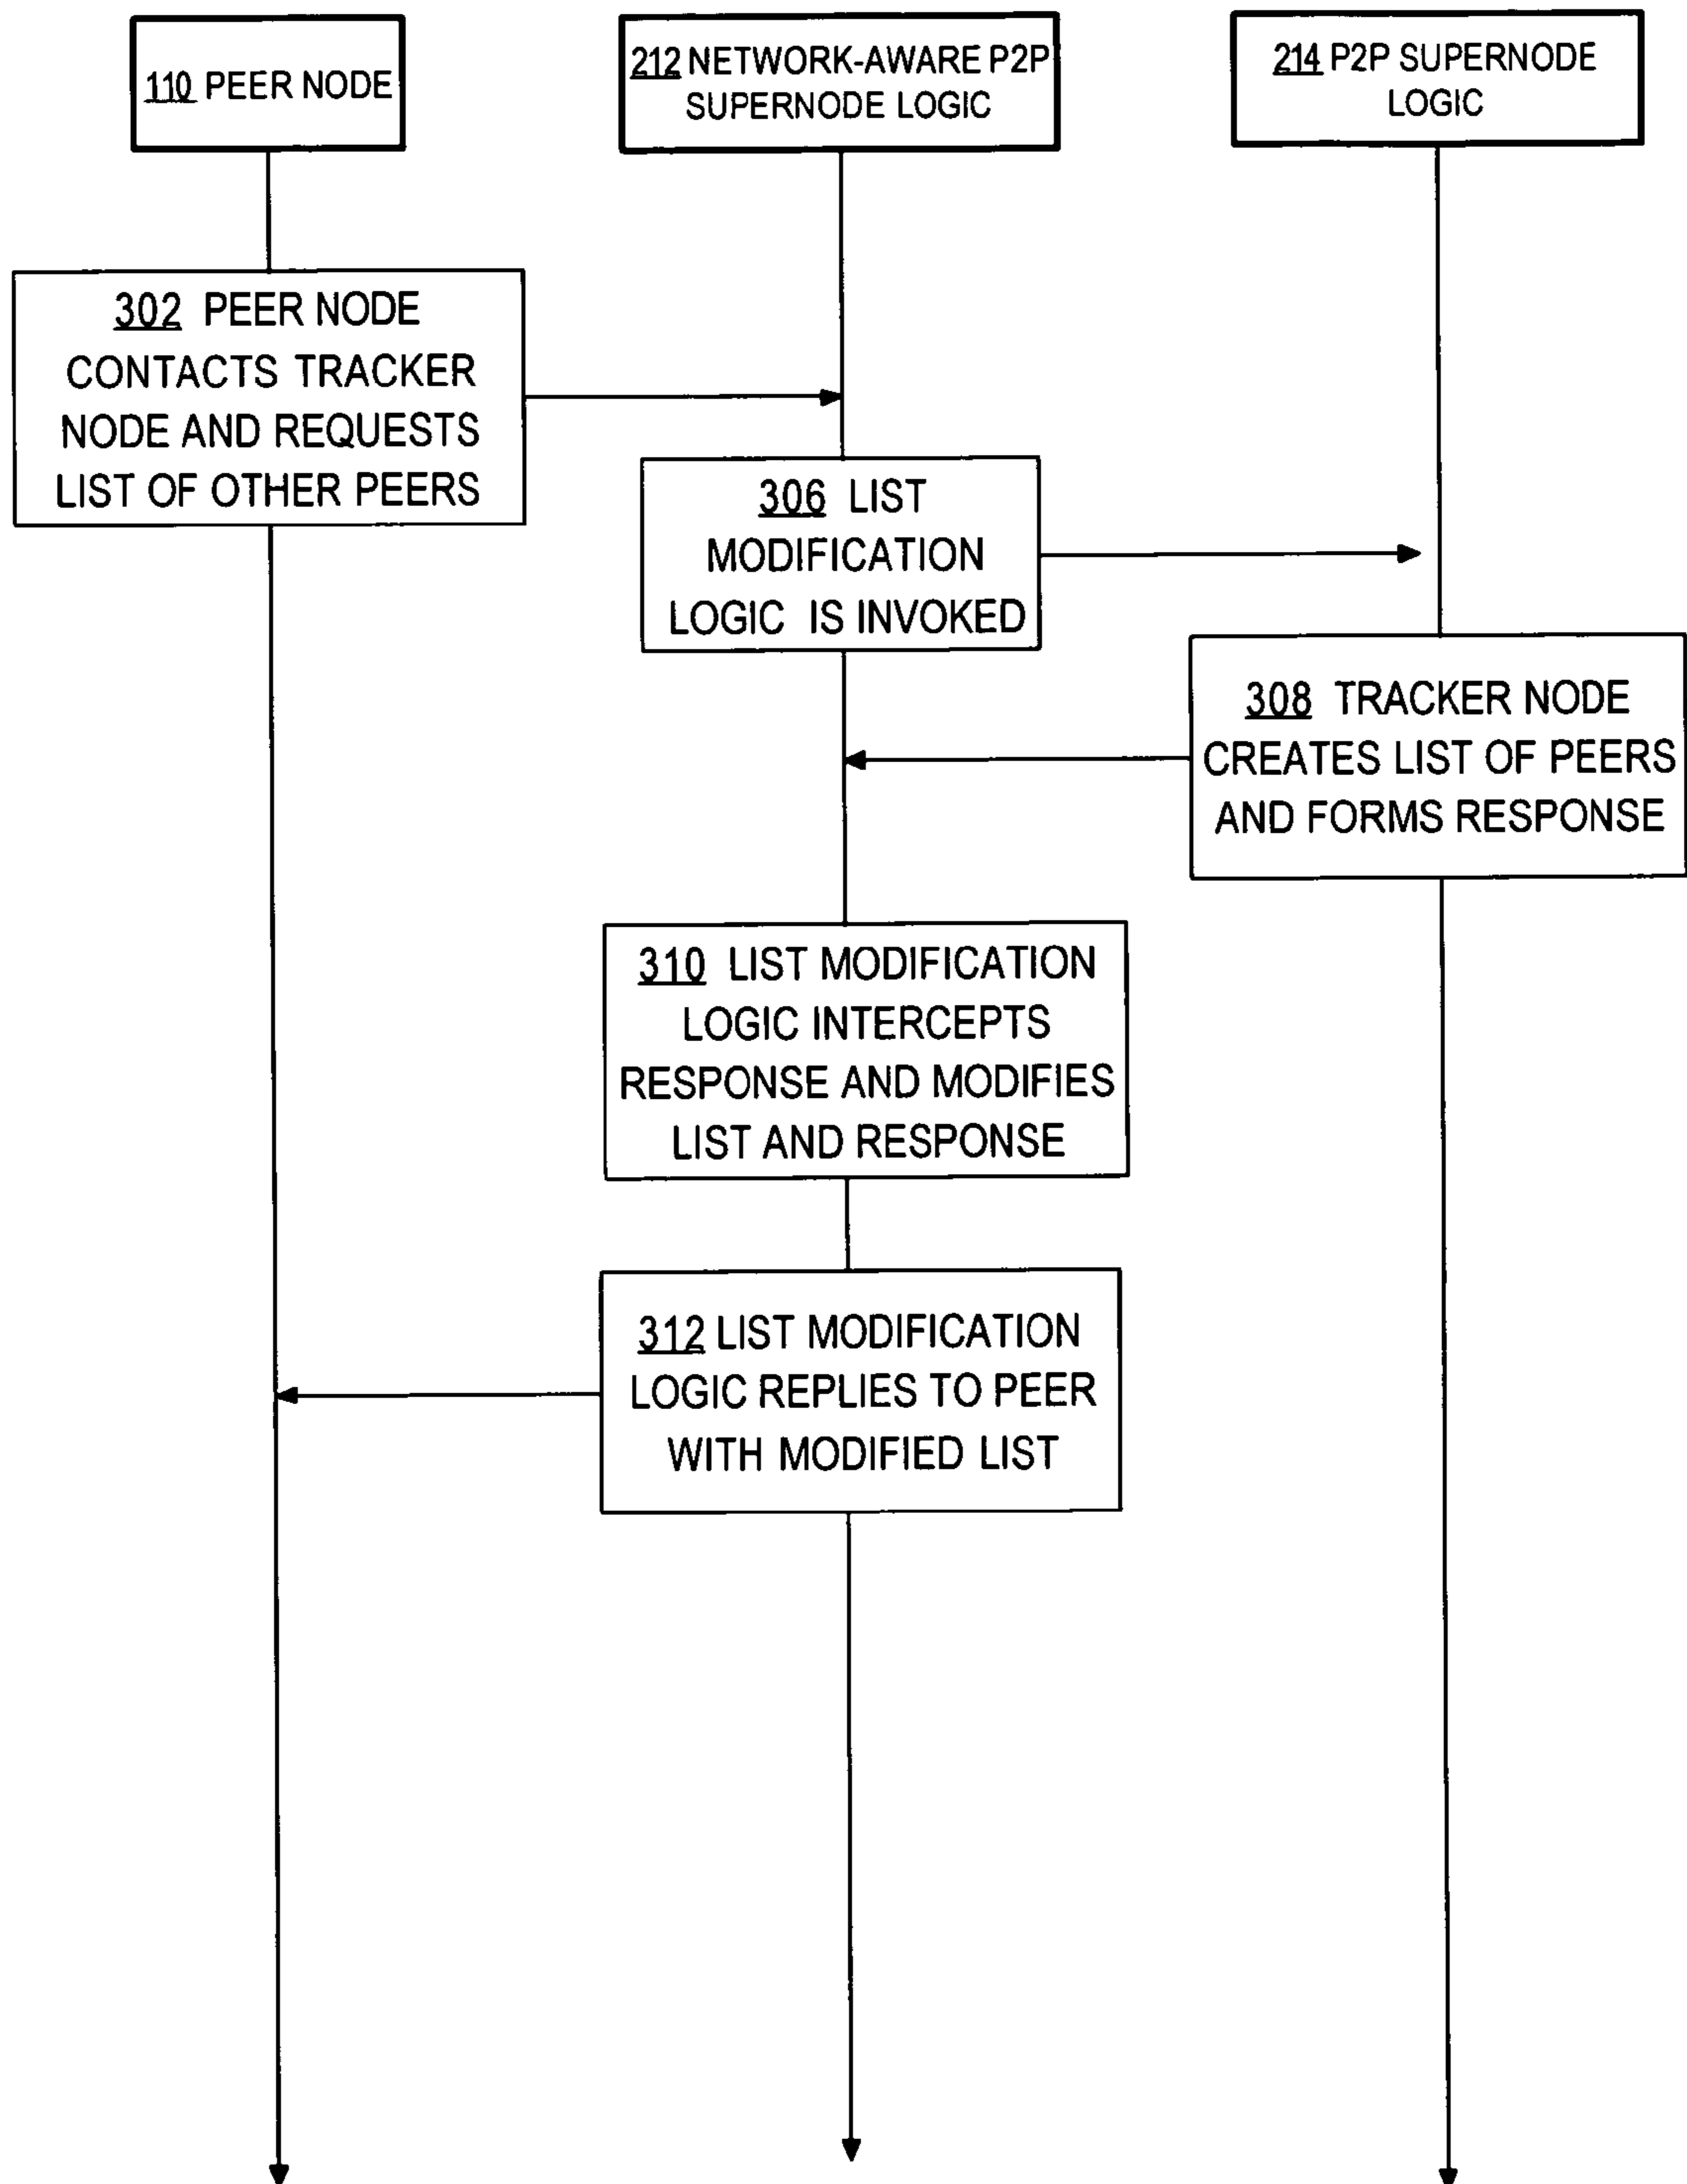 110 PEER NODE
212 NETWORK-AWARE P2P
SUPERNODE LOGIC
214 P2P SUPERNODE
LOGIC
302 PEER NODE
CONTACTS TRACKER
NODE AND REQUESTS
LIST OF OTHER PEERS
306 LIST
MODIFICATION
LOGIC IS INVOKED
308 TRACKER NODE
CREATES LIST OF PEERS
AND FORMS RESPONSE
310 LIST MODIFICATION
LOGIC INTERCEPTS
RESPONSE AND MODIFIES
LIST AND RESPONSE
312 LIST MODIFICATION
LOGIC REPLIES TO PEER
WITH MODIFIED LIST